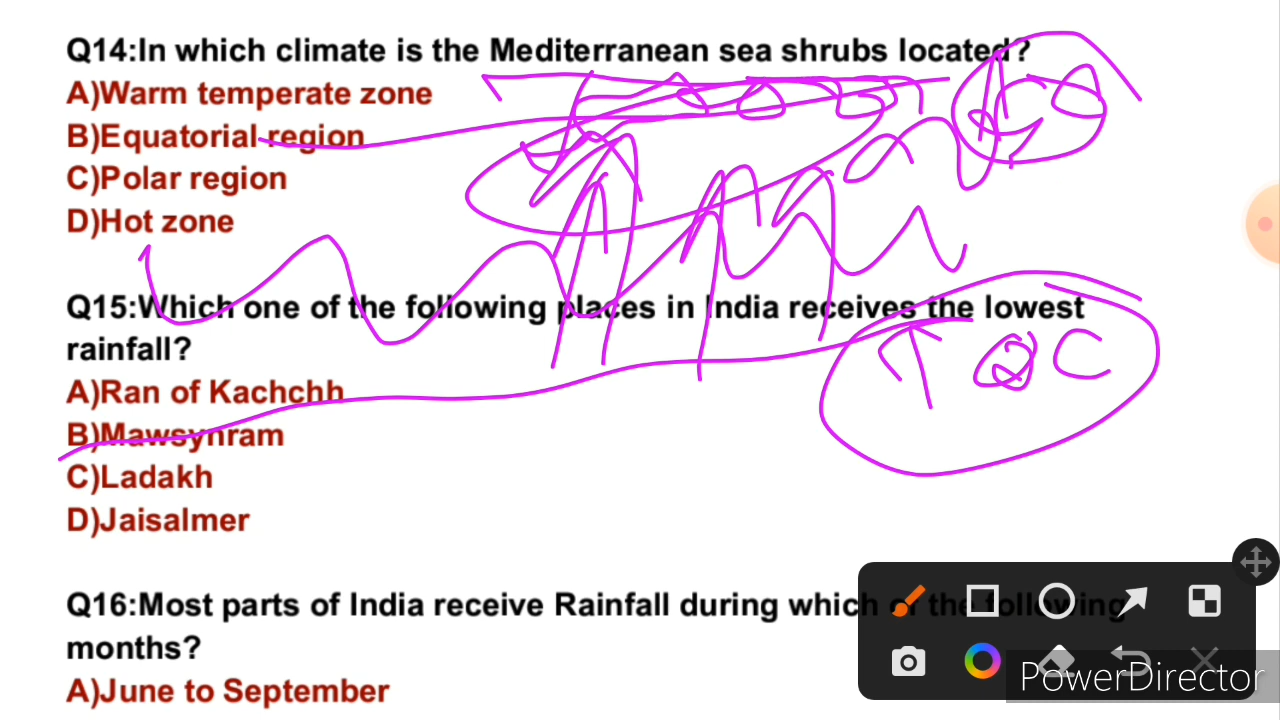 Q14:In which climate is the Mediterranean sea shrubs located?
A)Warm temperate zone
B)Equatorial region
C)Polar region
D)Hot zone
Q15:Which one of the following places in India receives the lowest
rainfall?
A)Ran of Kachchh
B)Mawsynram
C)Ladakh
D)Jaisalmer
Q16:Most parts of India receive Rainfall during which of the following
months?
A)June to September
PowerDirector